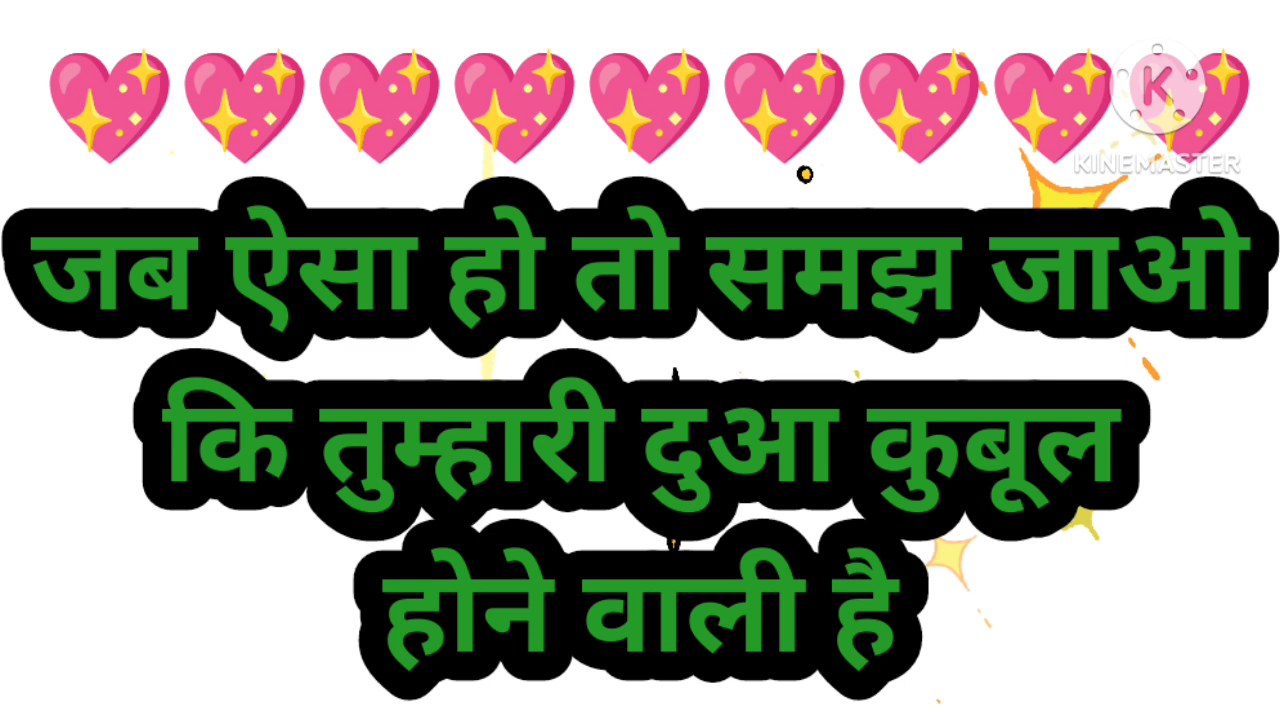 💖💖💖💖💖💖💖💖💖
K
KINEMASTER
जब ऐसा हो तो समझ जाओ
कि तुम्हारी दुआ कुबूल
होने वाली है